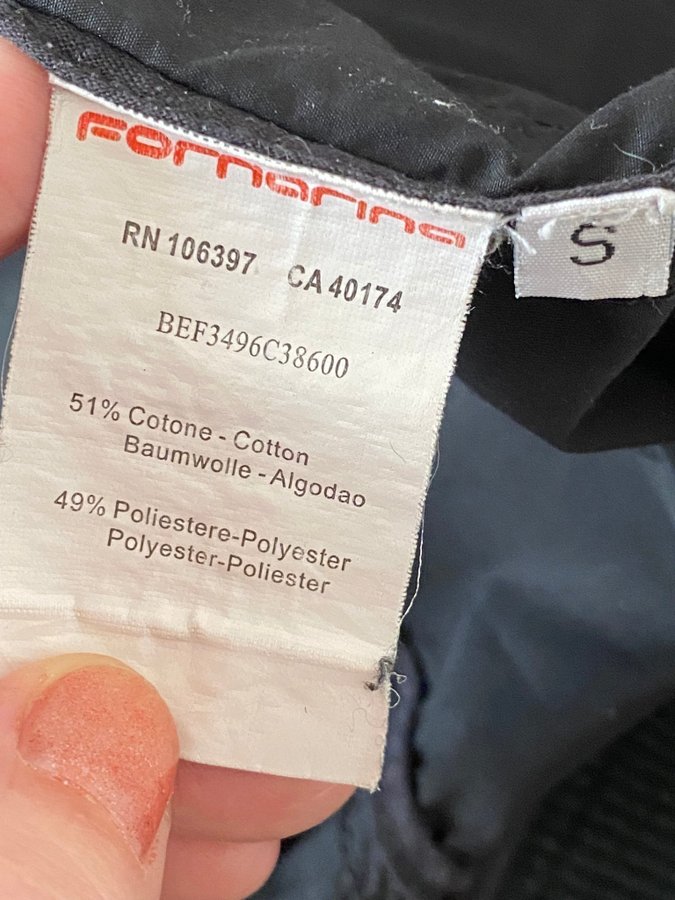 Fornarina
S
RN 106397 CA 40174
BEF3496C38600
51% Cotone - Cotton
Baumwolle - Algodao
49% Poliestere-Polyester
Polyester-Poliester